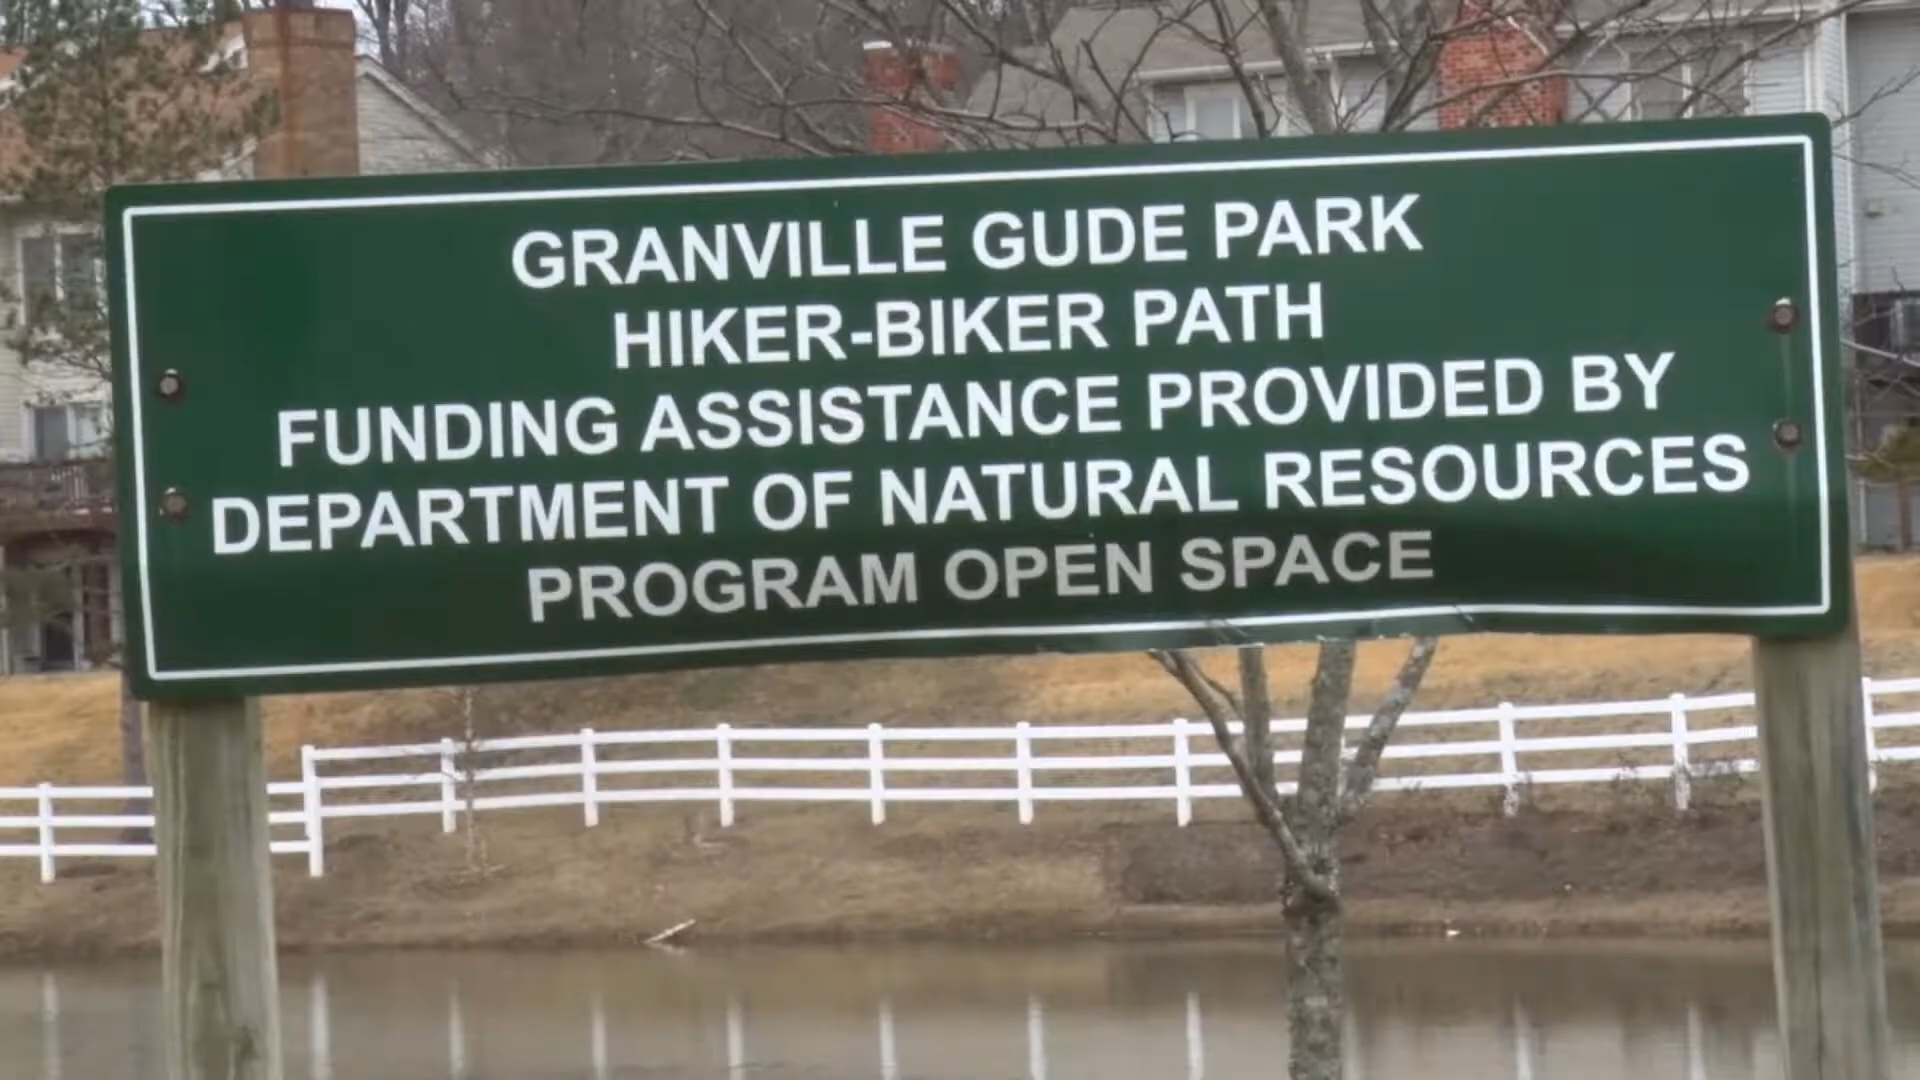 GRANVILLE GUDE PARK
HIKER-BIKER PATH
FUNDING ASSISTANCE PROVIDED BY
DEPARTMENT OF NATURAL RESOURCES
PROGRAM OPEN SPACE